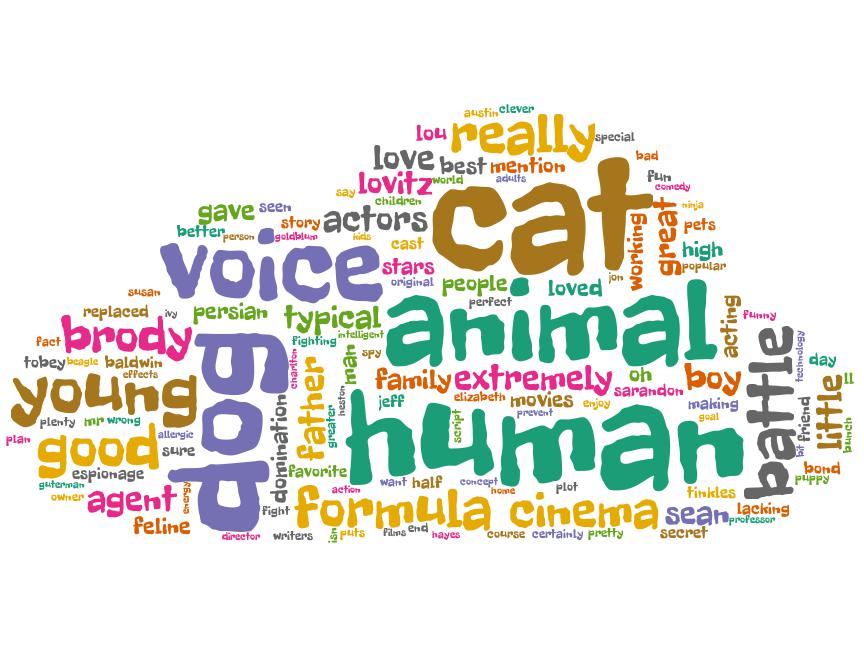 austin clever
lou really special
love best mention bad
lovitz world adults fun
comedy
say children cat
gave seen
story actors working great ninja
pets
better person goldblum kids cast high
voice stars popular
susan original people loved jon
replaced ivy persian typical perfect animal acting funny
fact brody fighting intelligent
tobey beagle baldwin charlton man spy battle technology day
effects family extremely oh boy
young dog father jeff elizabeth movies sarandon making little ll
plenty mr wrong domination greater heston script prevent enjoy goal friend
plan good allergic sure human bit bunch
espionage favorite bond
guterman want half concept home plot puppy
owner agent energy action tinkles
feline fight formula cinema sean lacking
professor
director writers isn puts films end hayes course certainly pretty secret